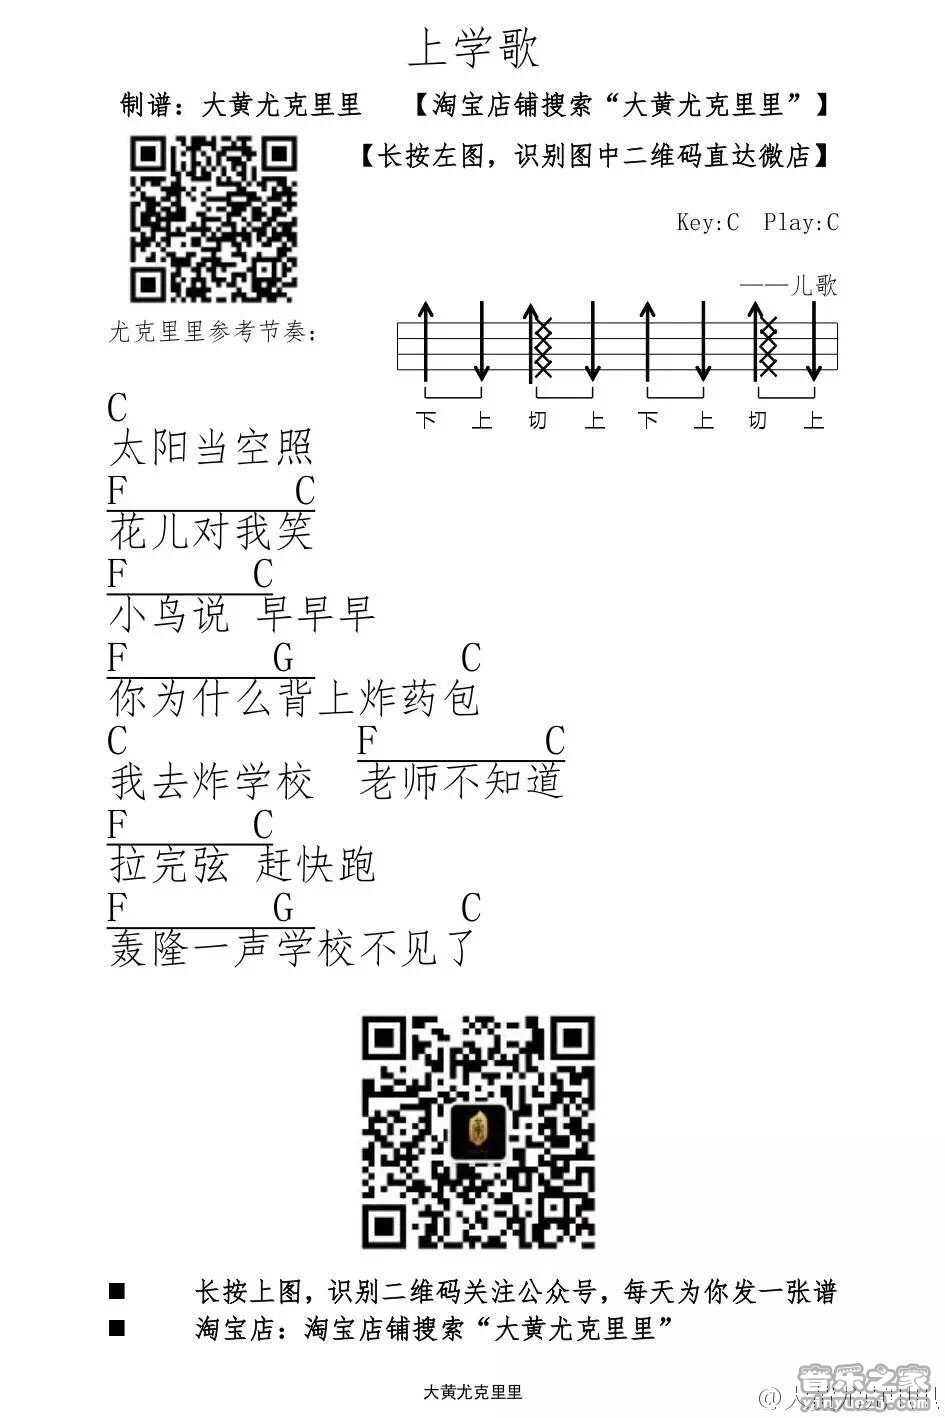 上学歌
制谱：大黄尤克里里 【淘宝店铺搜索“大黄尤克里里”】
【长按左图，识别图中二维码直达微店】
Key:C Play:C
——儿歌
尤克里里参考节奏：
下 上 切 上 下 上 切 上
C
太阳当空照
F C
花儿对我笑
F C
小鸟说 早早早
F G C
你为什么背上炸药包
C F C
我去炸学校 老师不知道
F C
拉完弦 赶快跑
F G C
轰隆一声学校不见了
■ 长按上图，识别二维码关注公众号，每天为你发一张谱
■ 淘宝店：淘宝店铺搜索“大黄尤克里里”
大黄尤克里里
音乐之家
yinyuezj.com